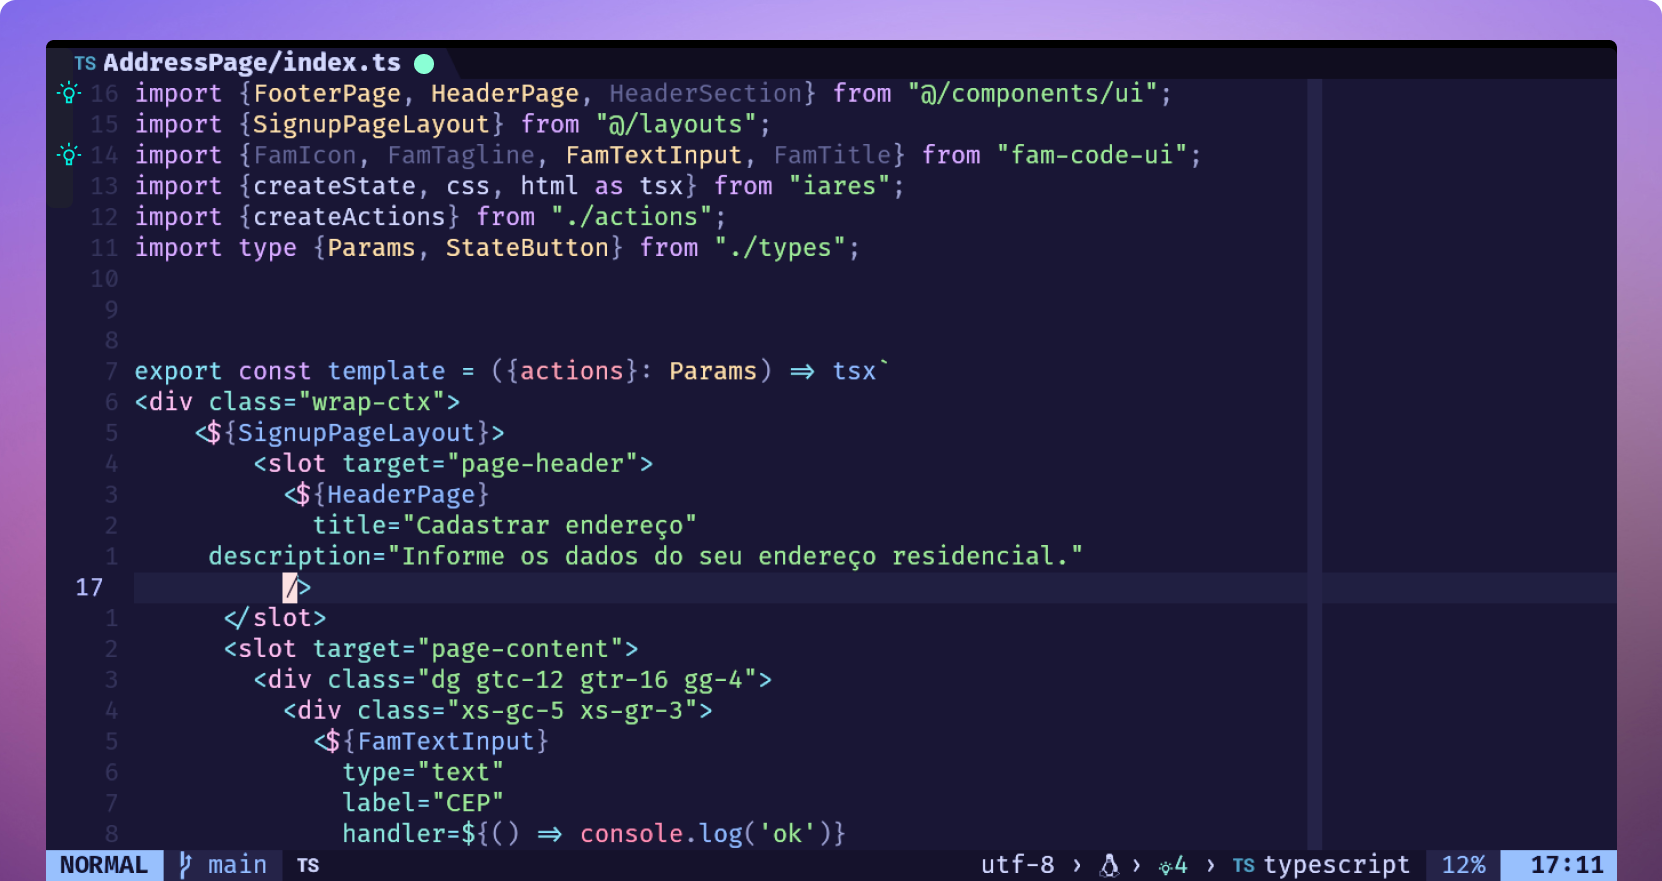 TS AddressPage/index.ts
16 import {FooterPage, HeaderPage, HeaderSection} from "@/components/ui";
15 import {SignupPageLayout} from "@/layouts";
14 import {FamIcon, FamTagline, FamTextInput, FamTitle} from "fam-code-ui";
13 import {createState, css, html as tsx} from "iares";
12 import {createActions} from "./actions";
11 import type {Params, StateButton} from "./types";
10
9
8
7 export const template = ({actions}: Params) => tsx`
6 <div class="wrap-ctx">
5     <${SignupPageLayout}>
4         <slot target="page-header">
3           <${HeaderPage}
2             title="Cadastrar endereço"
1      description="Informe os dados do seu endereço residencial."
17           />
1       </slot>
2       <slot target="page-content">
3         <div class="dg gtc-12 gtr-16 gg-4">
4           <div class="xs-gc-5 xs-gr-3">
5             <${FamTextInput}
6               type="text"
7               label="CEP"
8               handler=${() => console.log('ok')}
NORMAL main TS utf-8 › › 4 › TS typescript 12% 17:11